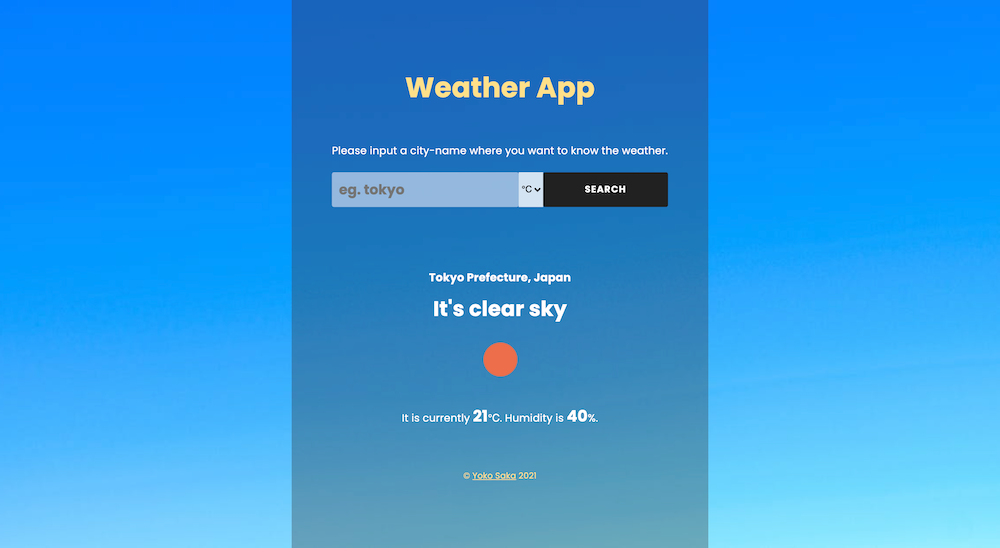 Weather App
Please input a city-name where you want to know the weather.
eg. tokyo °C SEARCH
Tokyo Prefecture, Japan
It's clear sky
It is currently 21°C. Humidity is 40%.
© Yoko Saka 2021